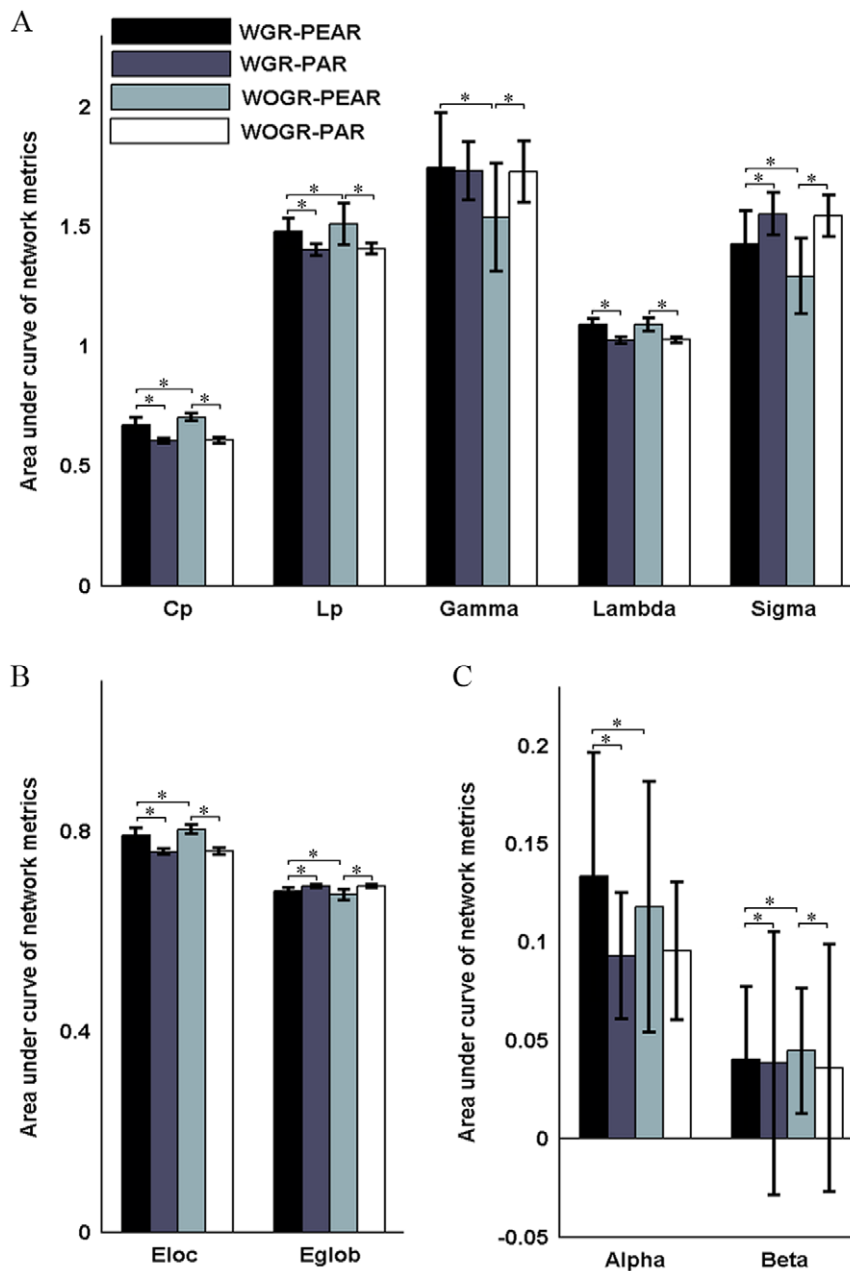 A
WGR-PEAR
WGR-PAR
WOGR-PEAR
WOGR-PAR
Area under curve of network metrics
2
1.5
1
0.5
0
* * * * * * * * * * * * * *
Cp Lp Gamma Lambda Sigma
B
Area under curve of network metrics
0.8
0.4
0
* * * * * *
Eloc Eglob
C
Area under curve of network metrics
0.2
0.15
0.1
0.05
0
-0.05
* * * * *
Alpha Beta